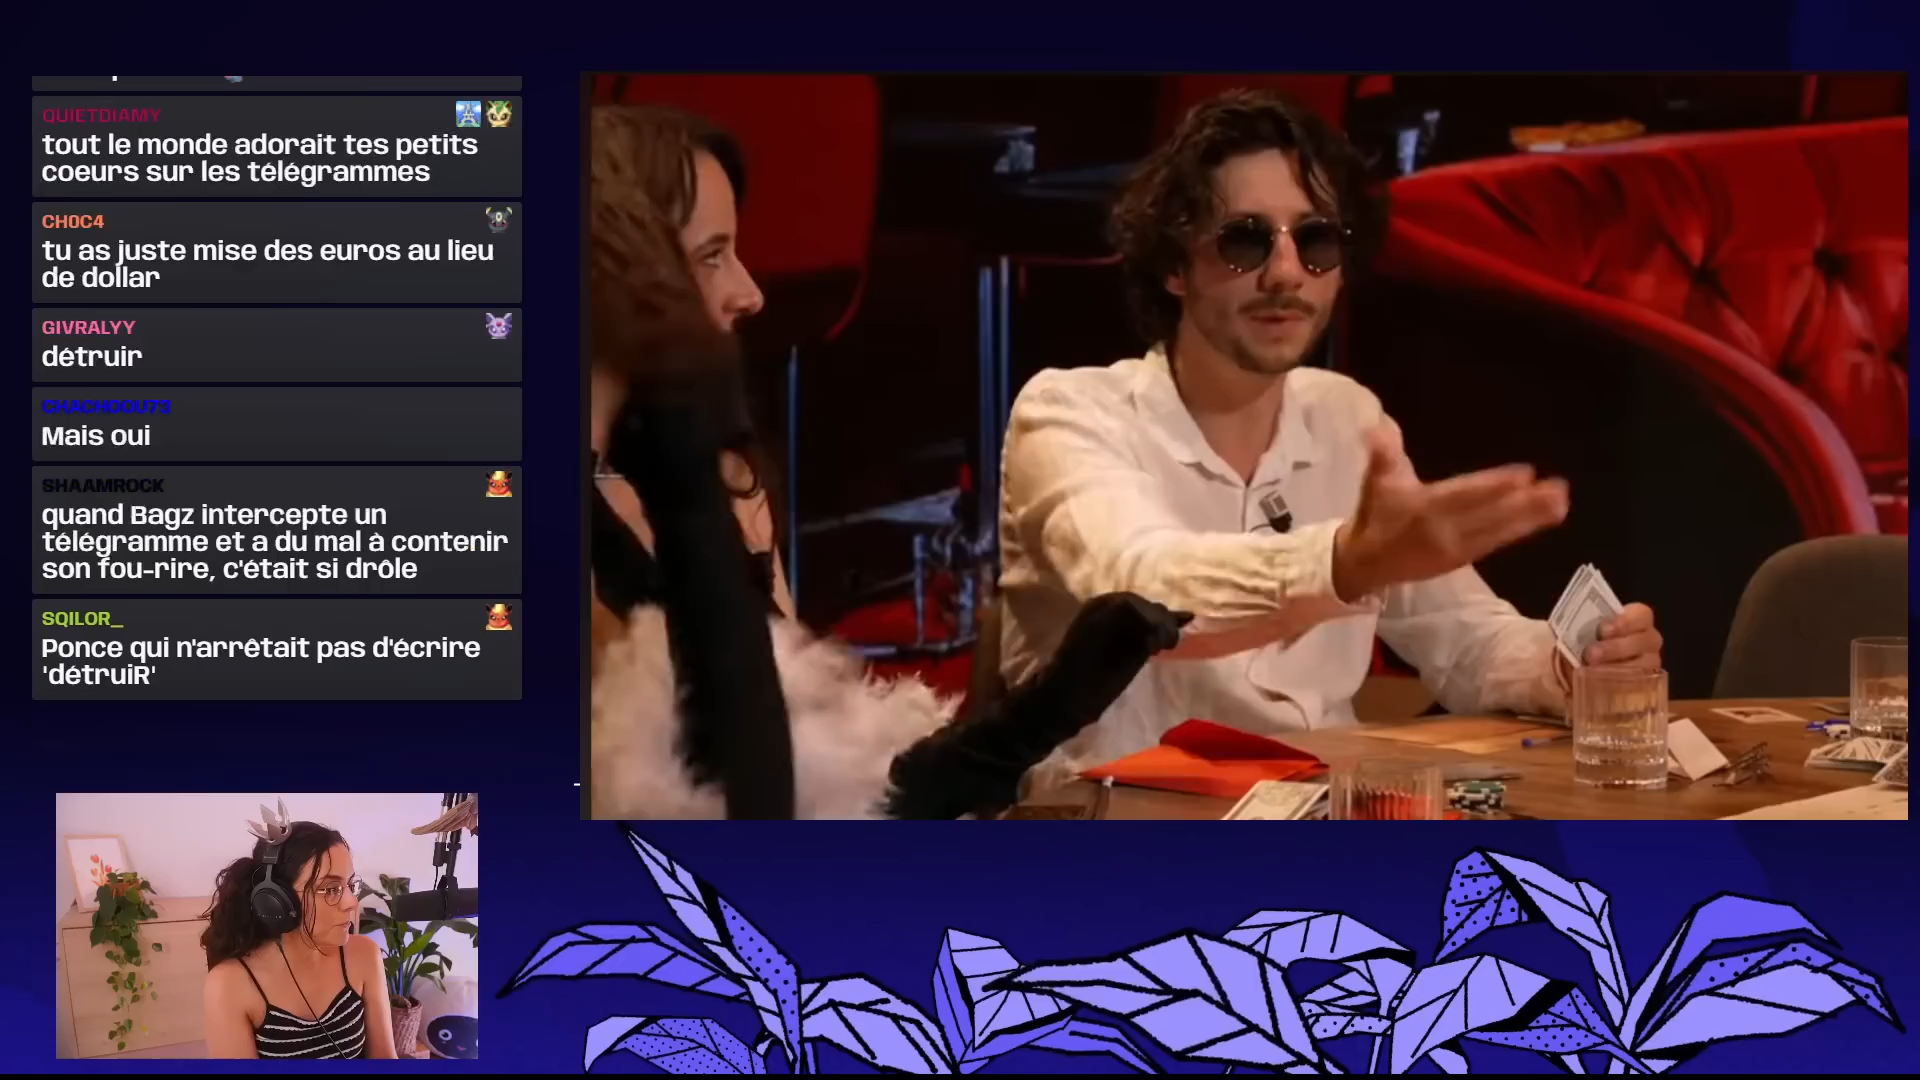 QUIETDIAMY
tout le monde adorait tes petits
coeurs sur les télégrammes
CHOC4
tu as juste mise des euros au lieu
de dollar
GIVRALYY
détruir
CHACHOOU73
Mais oui
SHAAMROCK
quand Bagz intercepte un
télégramme et a du mal à contenir
son fou-rire, c'était si drôle
SQILOR_
Ponce qui n'arrêtait pas d'écrire
'détruiR'